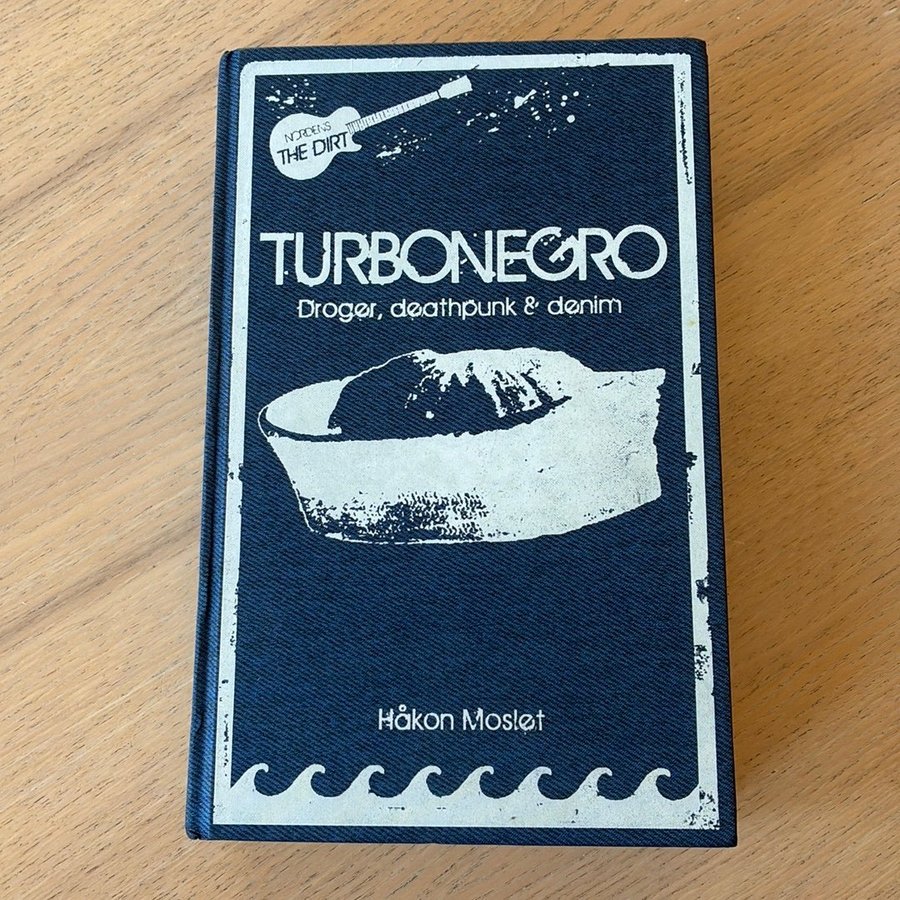 NORDENS
THE DIRT
TURBONEGRO
Droger, deathpunk & denim
Håkon Moslet